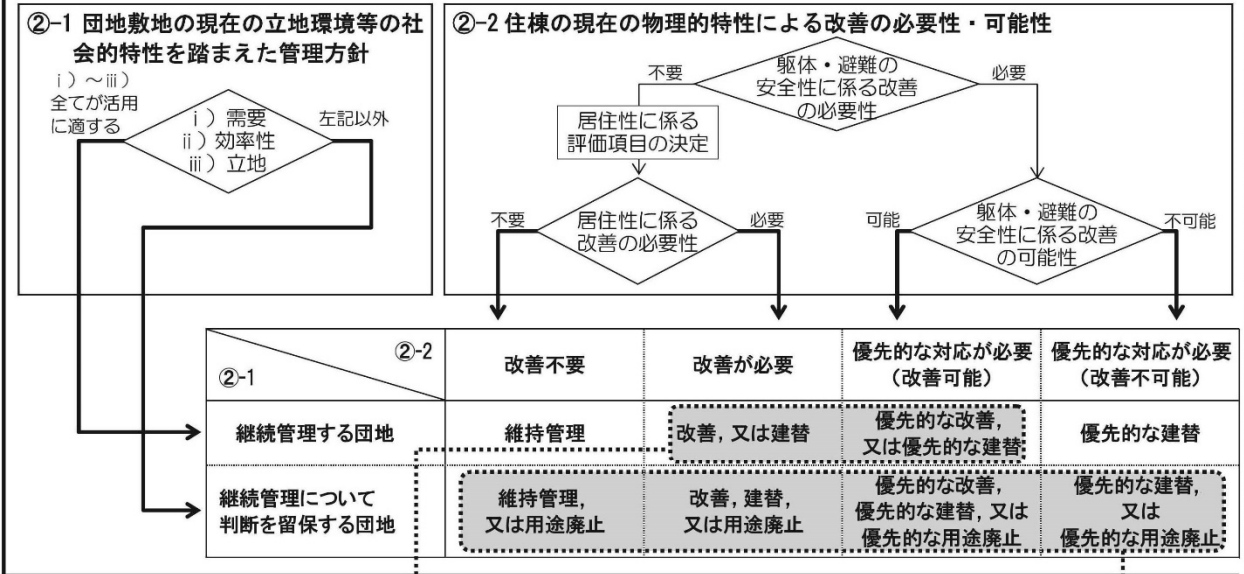 ②-1 団地敷地の現在の立地環境等の社
会的特性を踏まえた管理方針
ⅰ）～ⅲ）
全てが活用
に適する
ⅰ）需要
ⅱ）効率性
ⅲ）立地
左記以外
②-2 住棟の現在の物理的特性による改善の必要性・可能性
不要
躯体・避難の
安全性に係る改善
の必要性
必要
居住性に係る
評価項目の決定
不要
居住性に係る
改善の必要性
必要
可能
躯体・避難の
安全性に係る改善
の可能性
不可能
②-2
②-1
改善不要
改善が必要
優先的な対応が必要
（改善可能）
優先的な対応が必要
（改善不可能）
継続管理する団地
維持管理
改善, 又は建替
優先的な改善,
又は優先的な建替
優先的な建替
継続管理について
判断を留保する団地
維持管理,
又は用途廃止
改善, 建替,
又は用途廃止
優先的な改善,
優先的な建替, 又は
優先的な用途廃止
優先的な建替,
又は
優先的な用途廃止